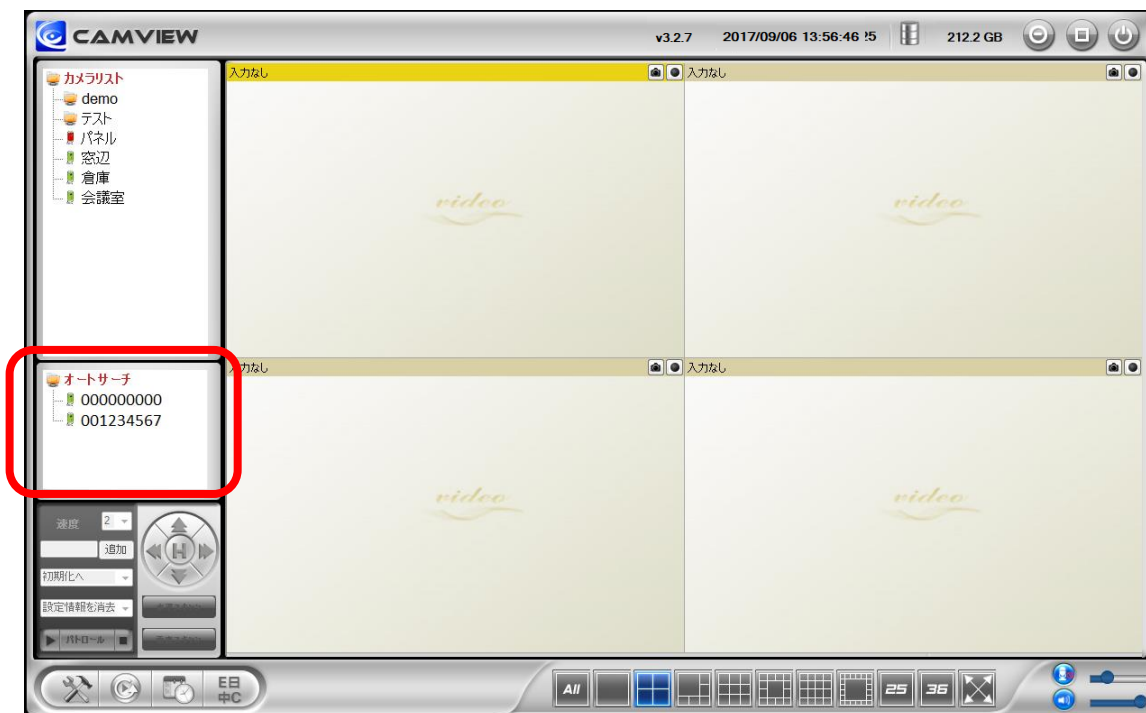 CAMVIEW
v3.2.7 2017/09/06 13:56:46 212.2 GB
カメラリスト
demo
テスト
パネル
窓辺
倉庫
会議室
入力なし
入力なし
video
video
オートサーチ
000000000
001234567
入力なし
入力なし
video
video
速度 2
追加
H
初期化へ
設定情報を消去
パトロール
E日
中C
All
25 36